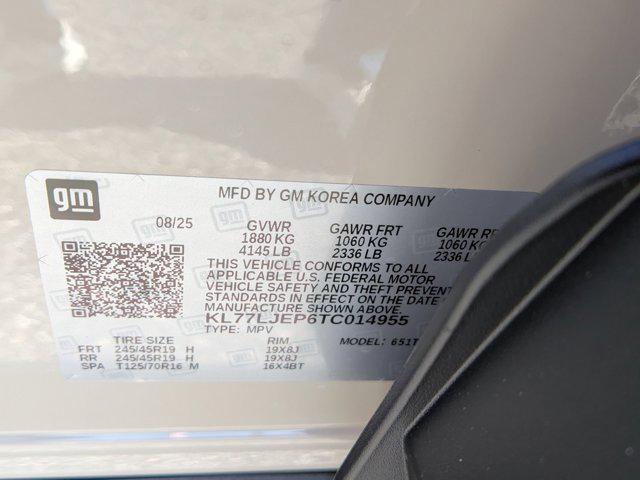 gm
MFD BY GM KOREA COMPANY
08/25
GVWR GAWR FRT GAWR
1880 KG 1060 KG 1060 KG
4145 LB 2336 LB 2336 LB
THIS VEHICLE CONFORMS TO ALL
APPLICABLE U.S. FEDERAL MOTOR
VEHICLE SAFETY AND THEFT
STANDARDS IN EFFECT ON THE DATE
MANUFACTURE SHOWN ABOVE.
KL77LJEP6TC014955
TYPE: MPV MODEL:
TIRE SIZE RIM
FRT 245/45R19 H 19X8J
RR 245/45R19 H 19X8J
SPA T125/70R16 M 16X4BT